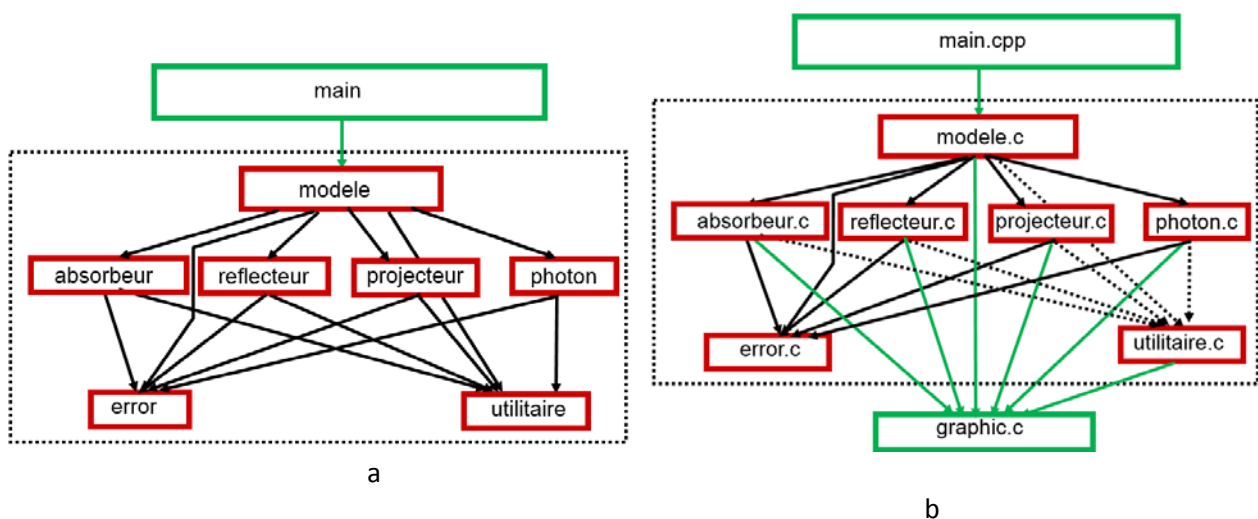 main
modele
absorbeur
reflecteur
projecteur
photon
error
utilitaire
a
main.cpp
modele.c
absorbeur.c
reflecteur.c
projecteur.c
photon.c
error.c
utilitaire.c
graphic.c
b